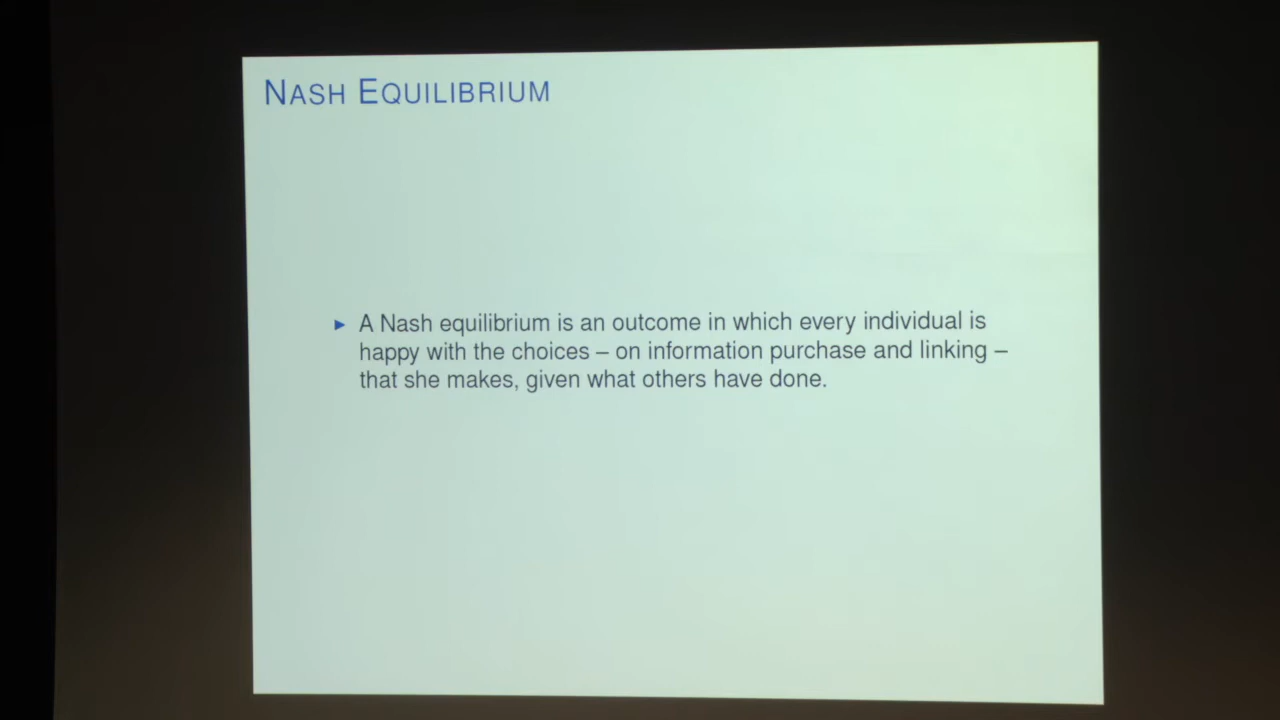 NASH EQUILIBRIUM
▶ A Nash equilibrium is an outcome in which every individual is
happy with the choices – on information purchase and linking –
that she makes, given what others have done.